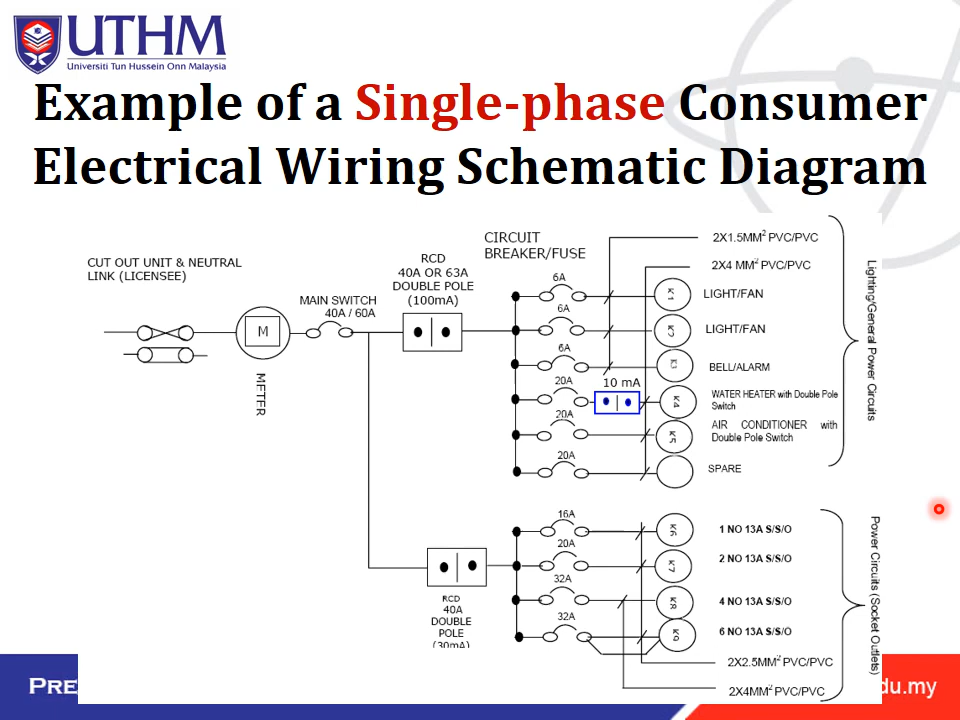 UTHM
Universiti Tun Hussein Onn Malaysia
Example of a Single-phase Consumer
Electrical Wiring Schematic Diagram
CUT OUT UNIT & NEUTRAL
LINK (LICENSEE)
M
METER
MAIN SWITCH
40A / 60A
RCD
40A OR 63A
DOUBLE POLE
(100mA)
CIRCUIT
BREAKER/FUSE
2X1.5MM² PVC/PVC
2X4 MM² PVC/PVC
6A
K1
LIGHT/FAN
6A
K2
LIGHT/FAN
6A
K3
BELL/ALARM
20A
10 mA
K4
WATER HEATER with Double Pole
Switch
20A
K5
AIR CONDITIONER with
Double Pole Switch
20A
SPARE
Lighting/General Power Circuits
RCD
40A
DOUBLE
POLE
(30mA)
16A
K6
1 NO 13A S/S/O
20A
K7
2 NO 13A S/S/O
32A
K8
4 NO 13A S/S/O
32A
K9
6 NO 13A S/S/O
2X2.5MM² PVC/PVC
2X4MM² PVC/PVC
Power Circuits (Socket Outlets)
PRE
du.my